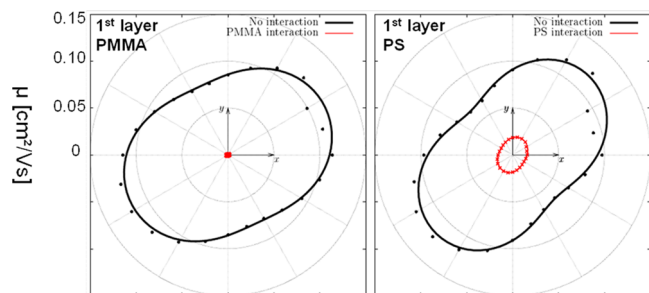 0.15
0.10
0.05
0
μ [cm²/Vs]
1st layer
PMMA
No interaction
PMMA interaction
y
x
1st layer
PS
No interaction
PS interaction
y
x